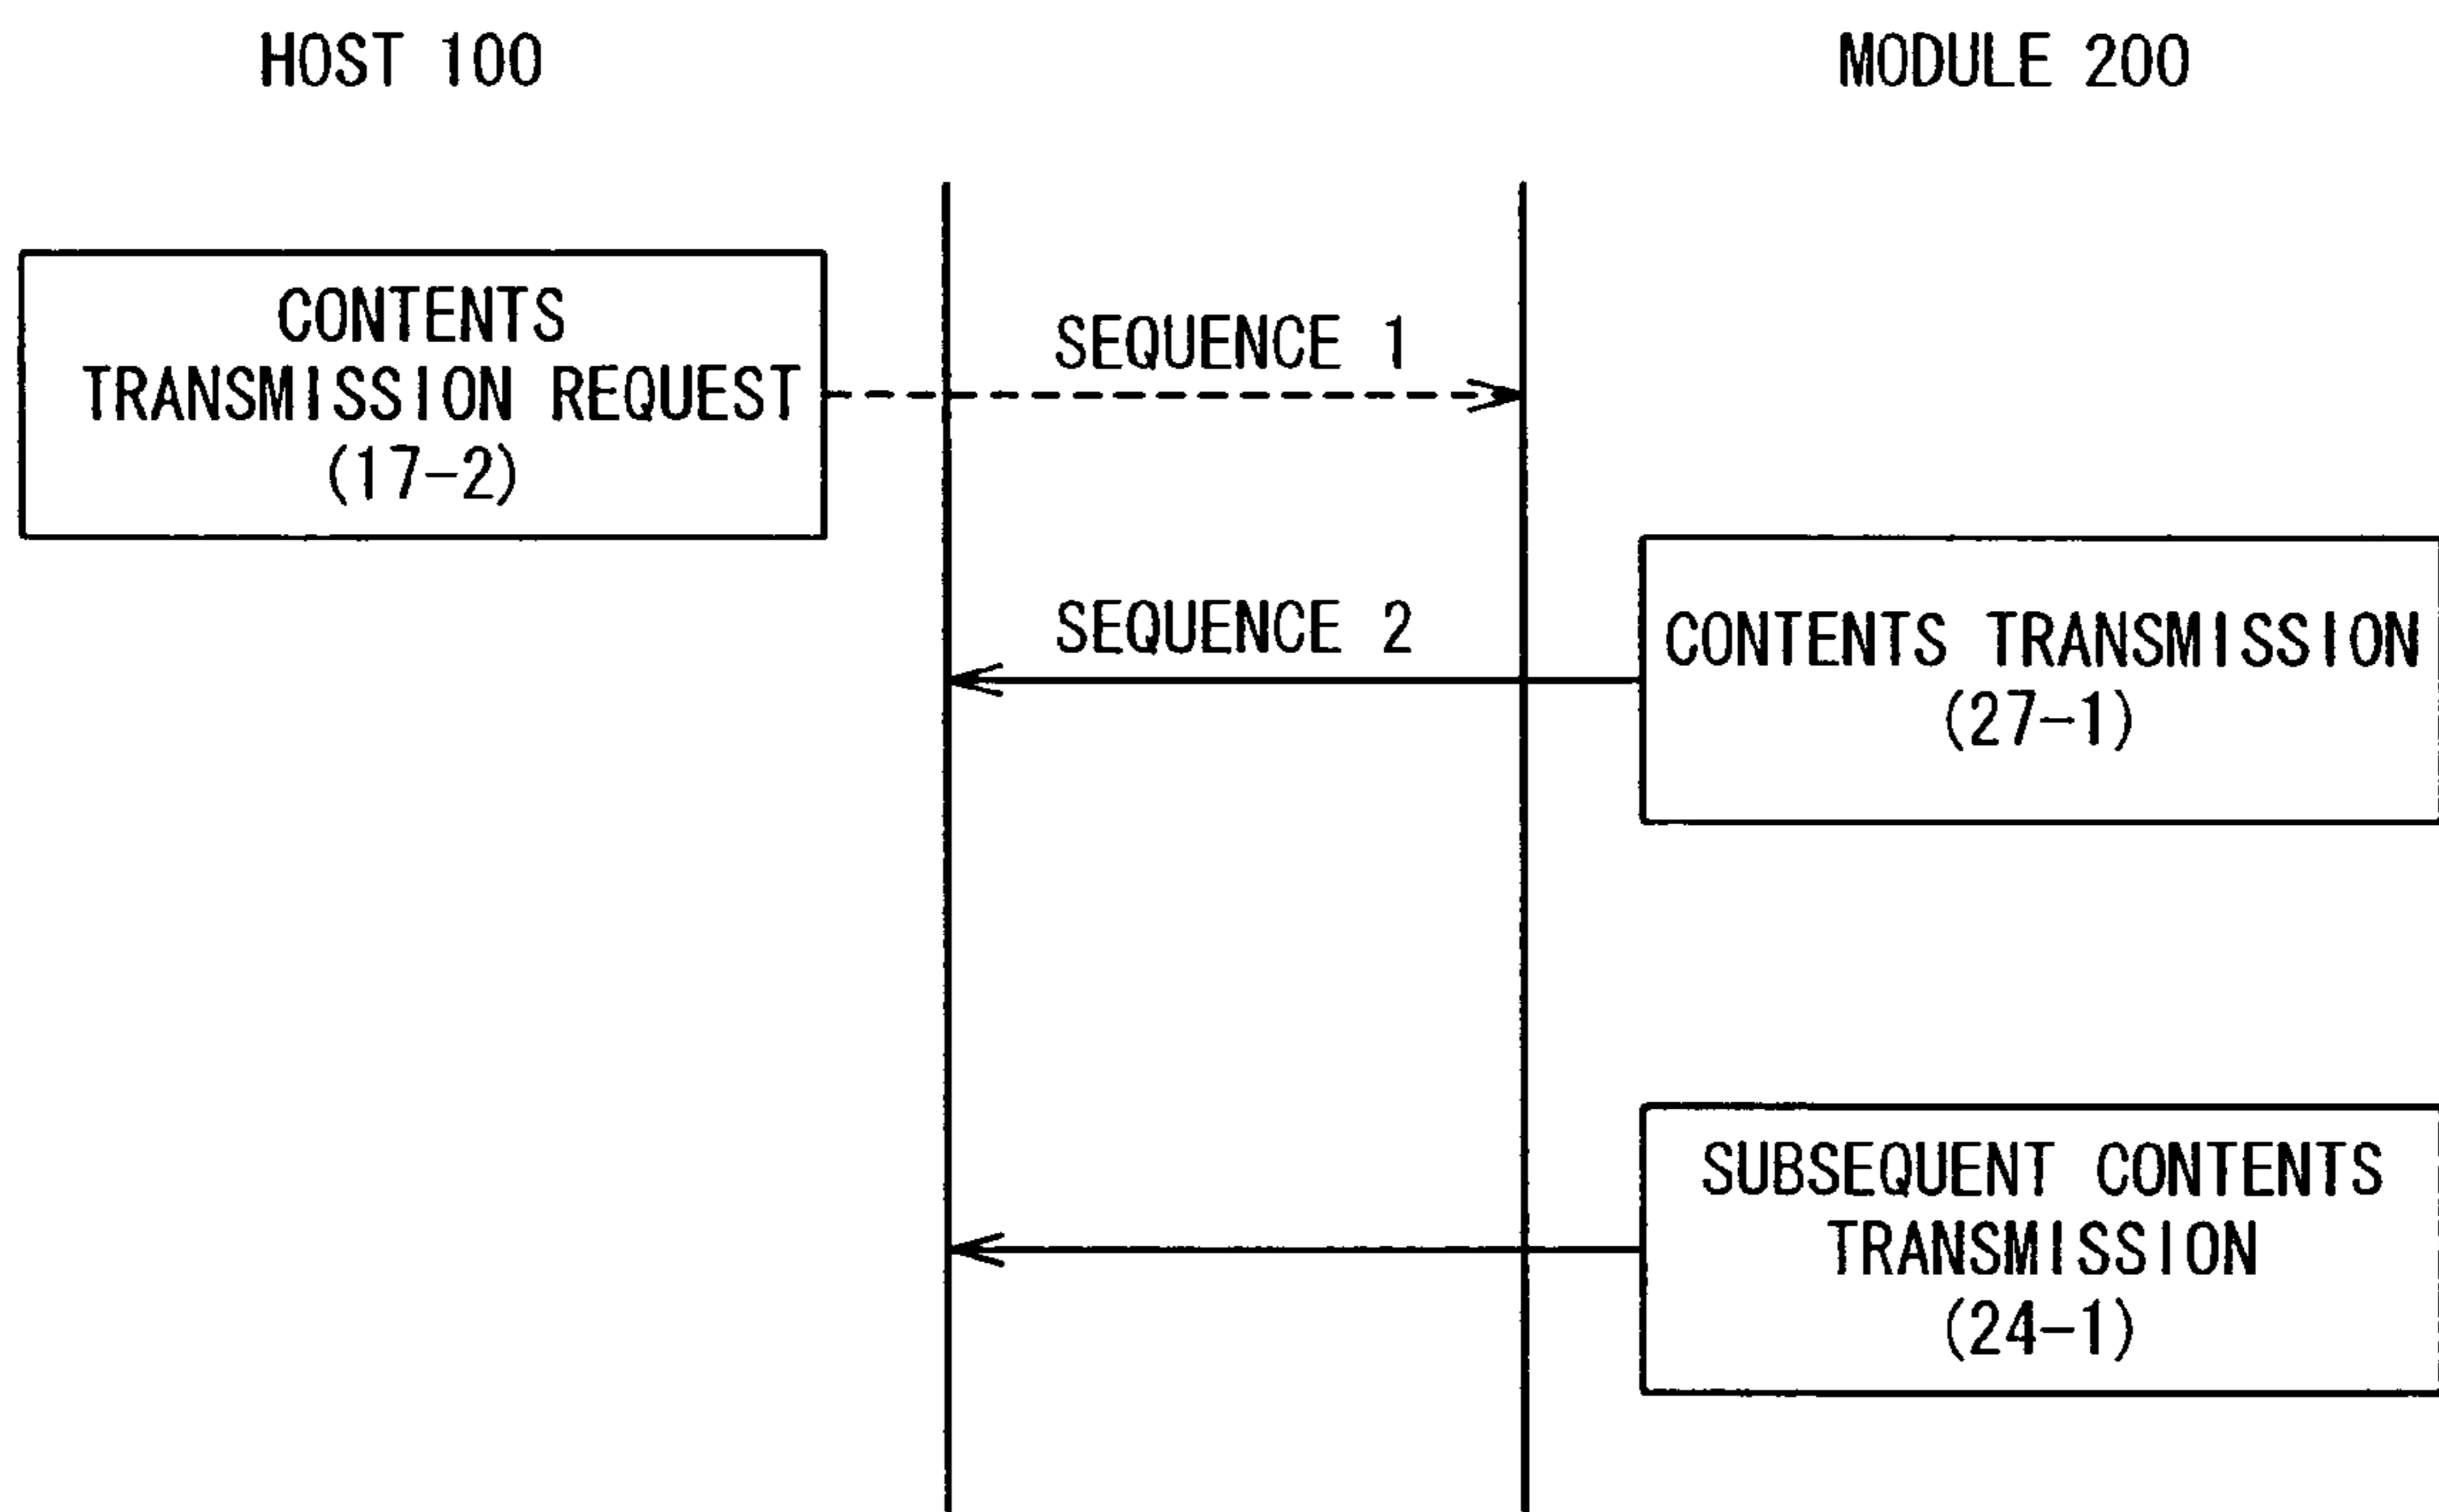 HOST 100
MODULE 200
CONTENTS
TRANSMISSION REQUEST
(17-2)
SEQUENCE 1
SEQUENCE 2
CONTENTS TRANSMISSION
(27-1)
SUBSEQUENT CONTENTS
TRANSMISSION
(24-1)